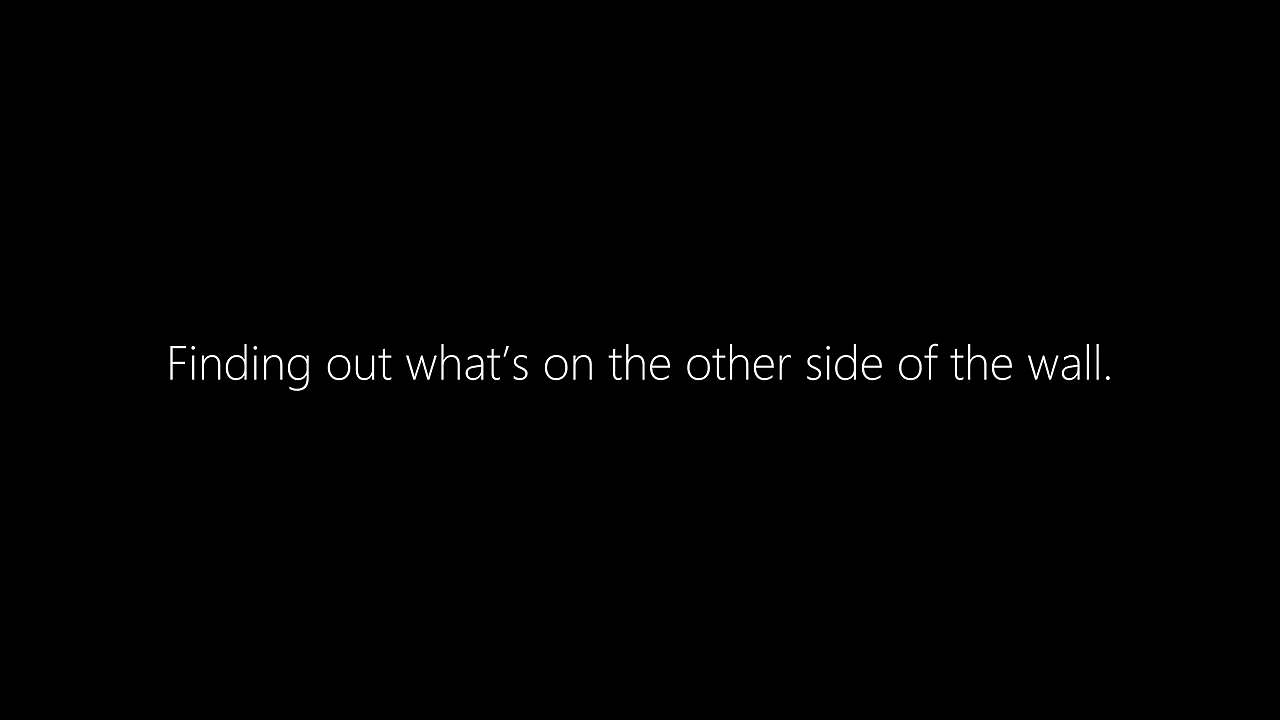 Finding out what’s on the other side of the wall.